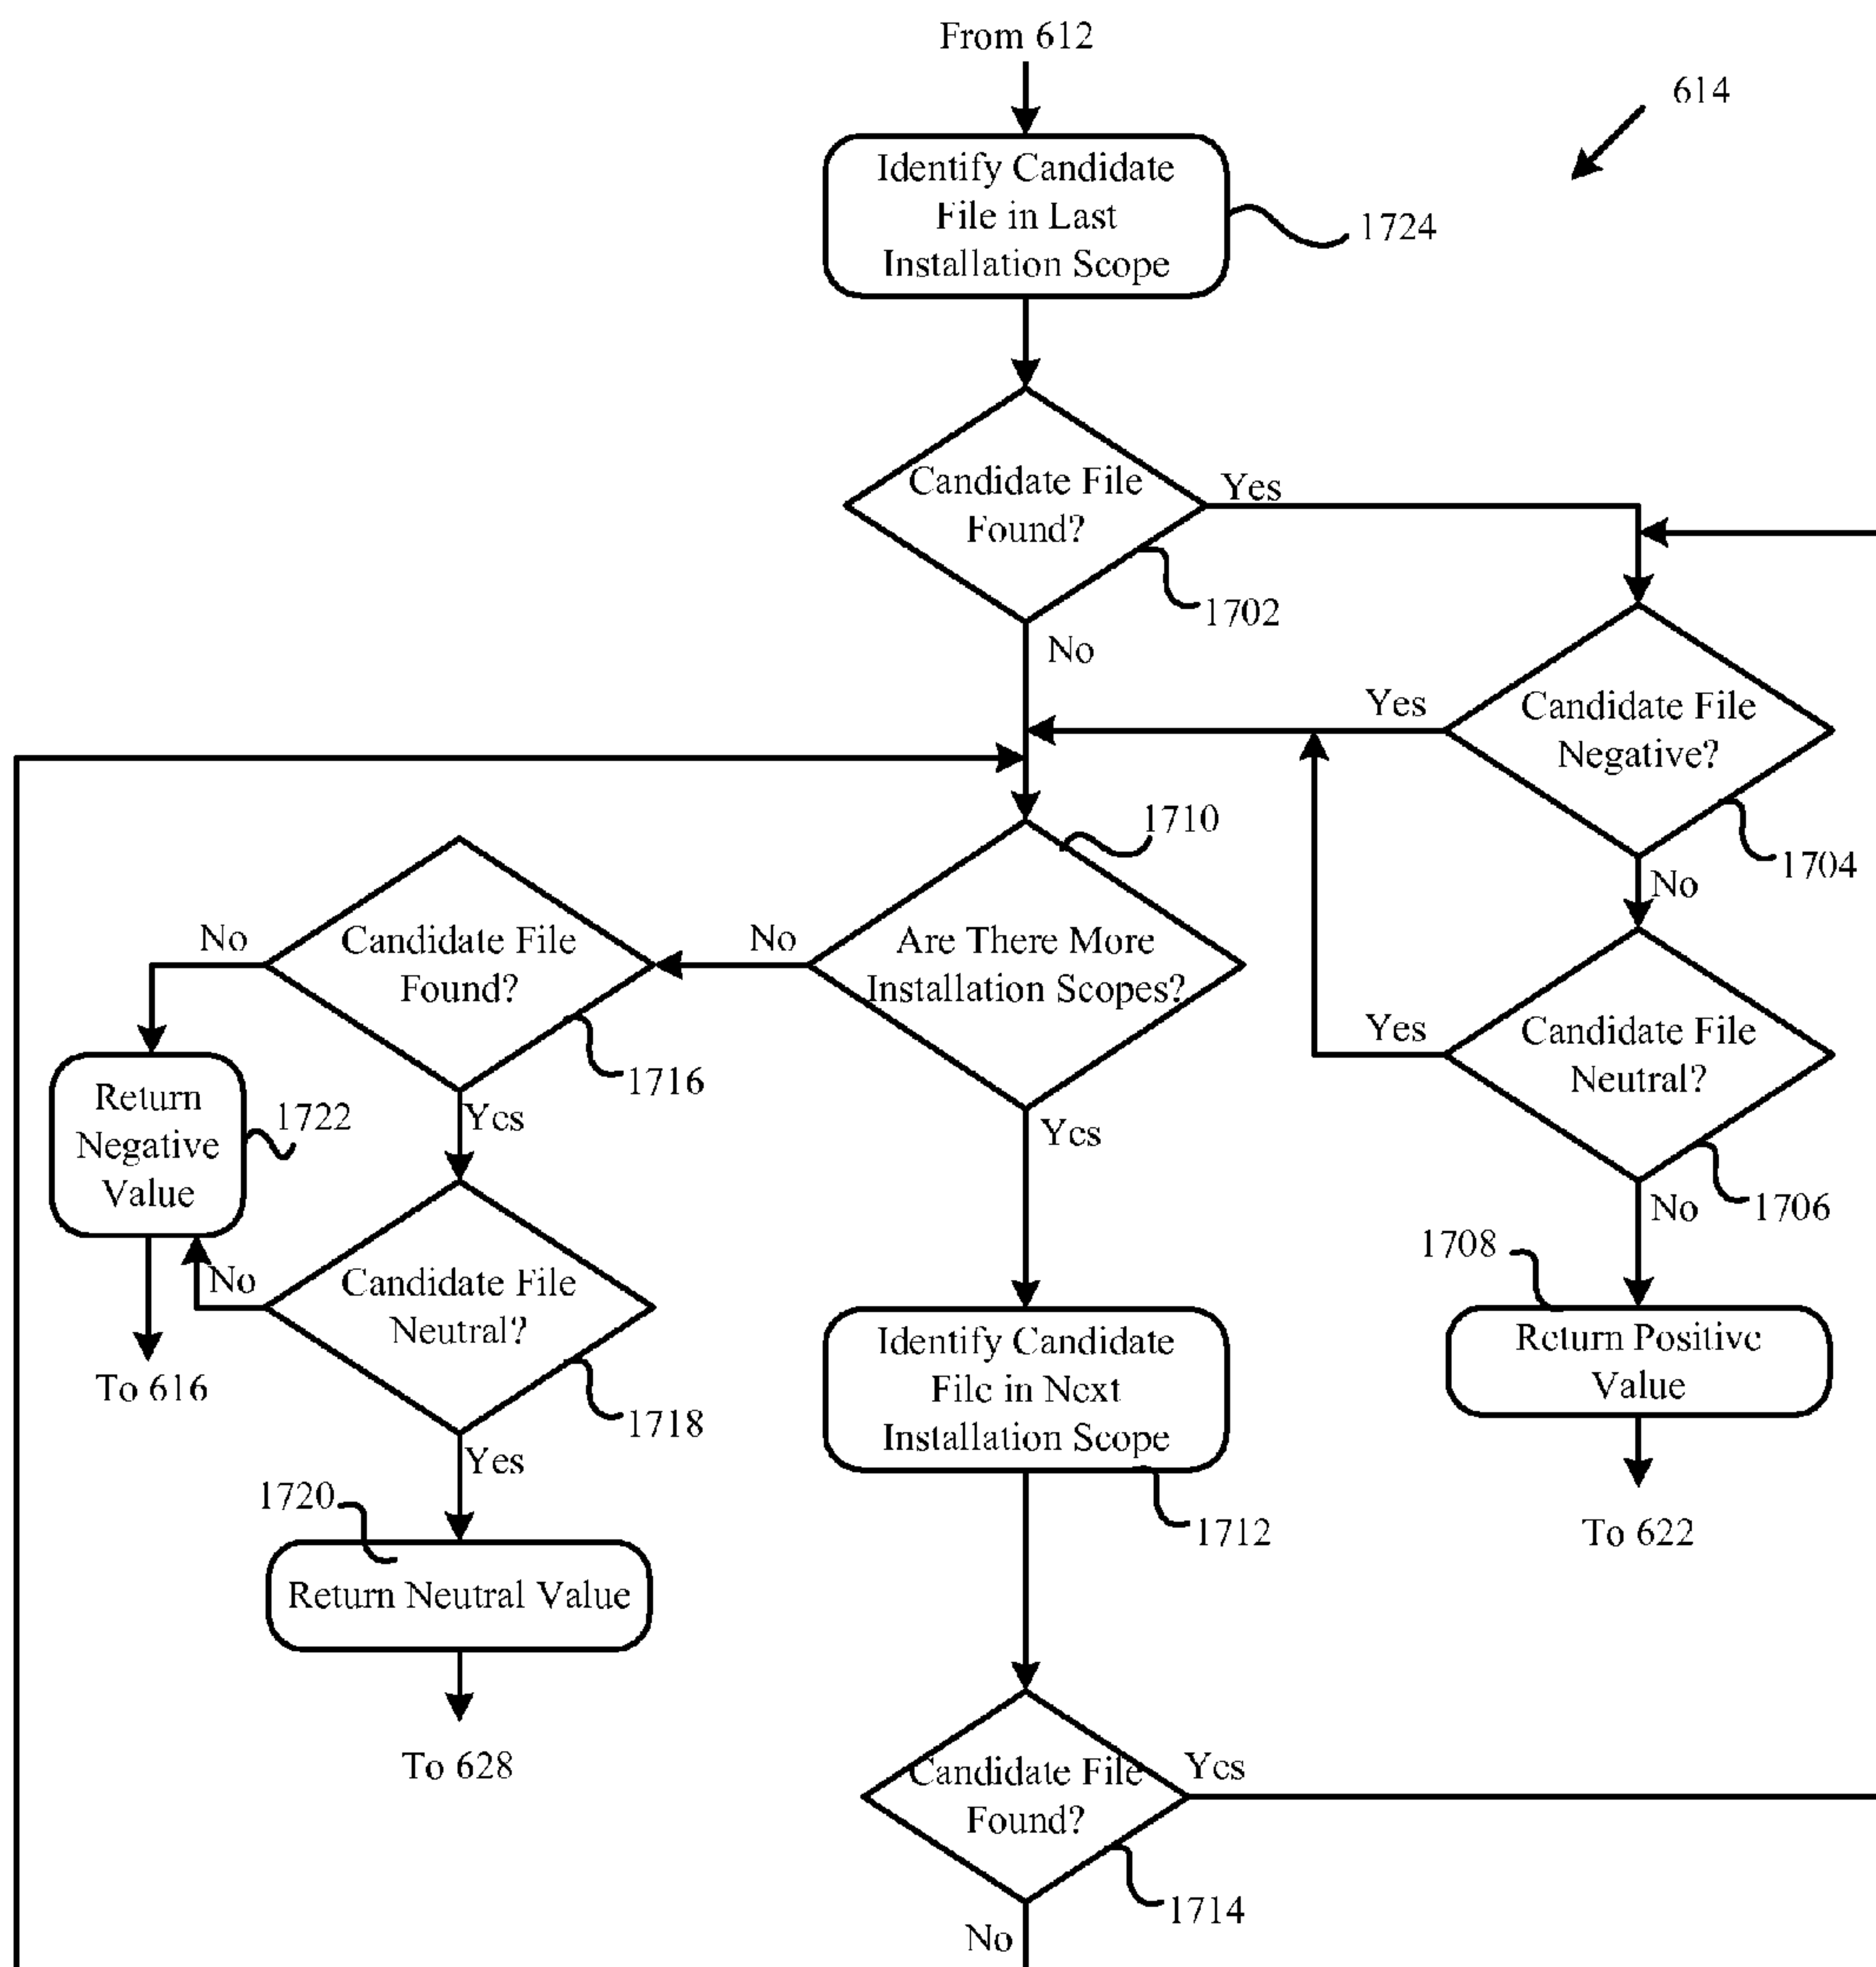 From 612
614
Identify Candidate
File in Last
Installation Scope
1724
Candidate File
Found?
Yes
1702
No
Candidate File
Negative?
Yes
1704
No
1710
Are There More
Installation Scopes?
No
Candidate File
Found?
No
1716
Yes
Candidate File
Neutral?
Yes
1706
No
Return
Negative
Value
1722
To 616
Yes
Candidate File
Neutral?
No
1718
Yes
1720
Return Neutral Value
To 628
Identify Candidate
File in Next
Installation Scope
1712
1708
Return Positive
Value
To 622
Candidate File
Found?
Yes
1714
No